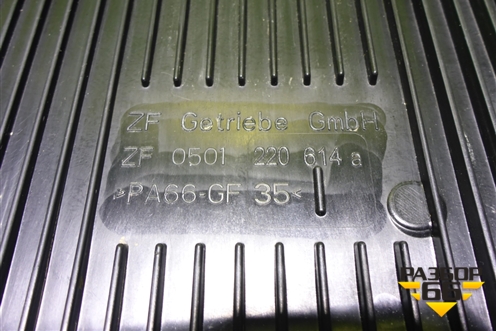 ZF Getriebe GmbH
ZF 0501 220 614 a
>PA66-GF 35<
РАЗБОР
66